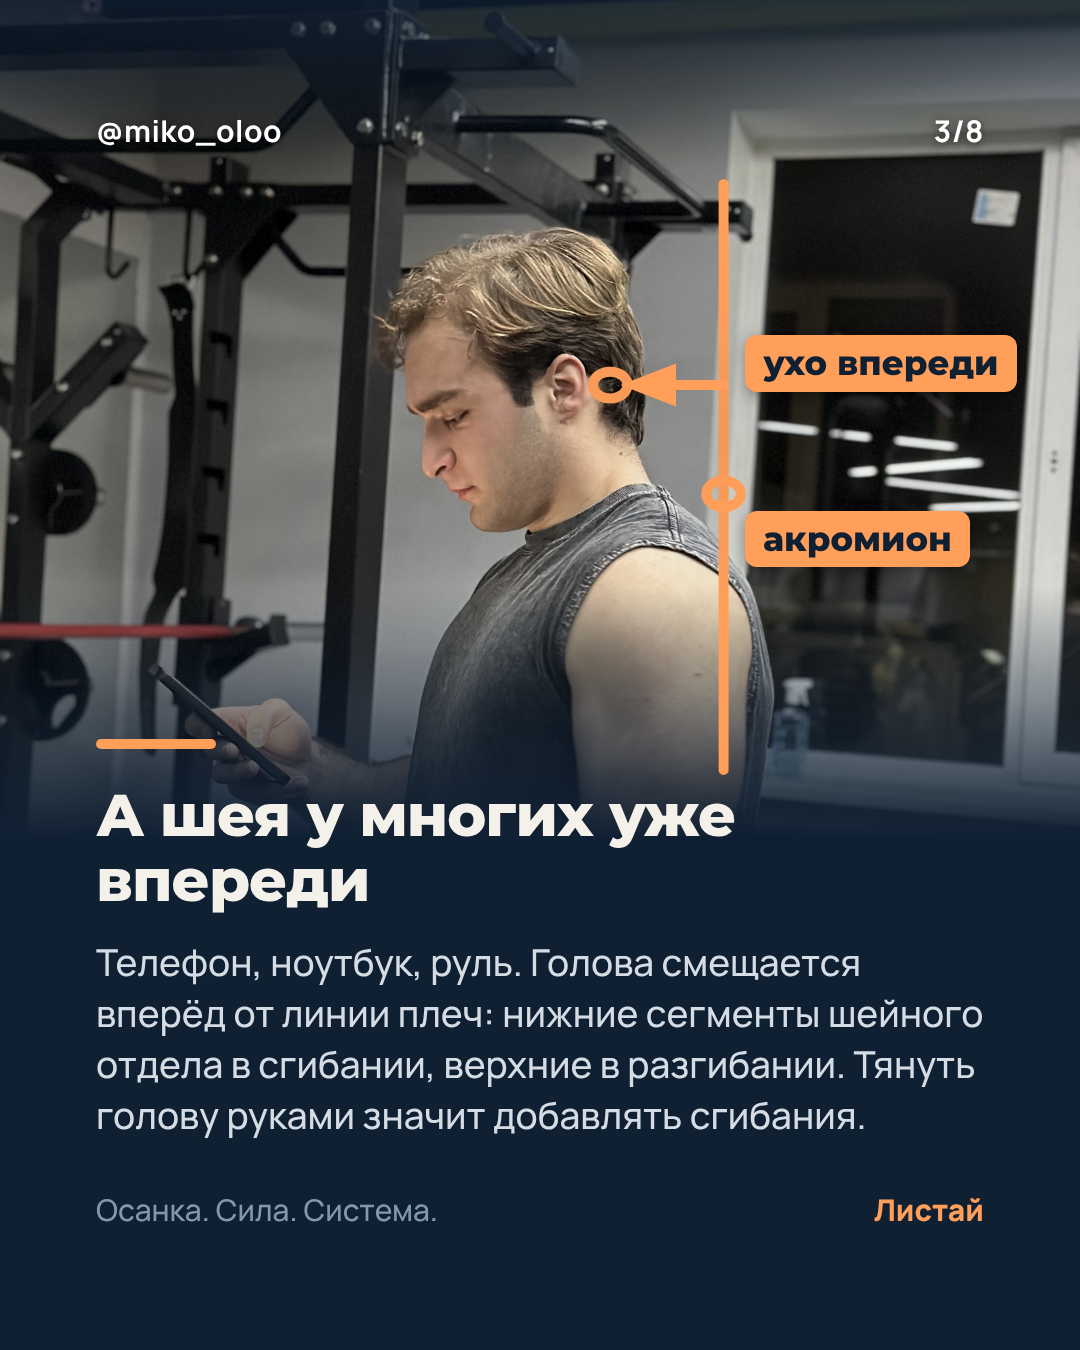 @miko_oloo
3/8
ухо впереди
акромион
А шея у многих уже
впереди
Телефон, ноутбук, руль. Голова смещается
вперёд от линии плеч: нижние сегменты шейного
отдела в сгибании, верхние в разгибании. Тянуть
голову руками значит добавлять сгибания.
Осанка. Сила. Система.
Листай